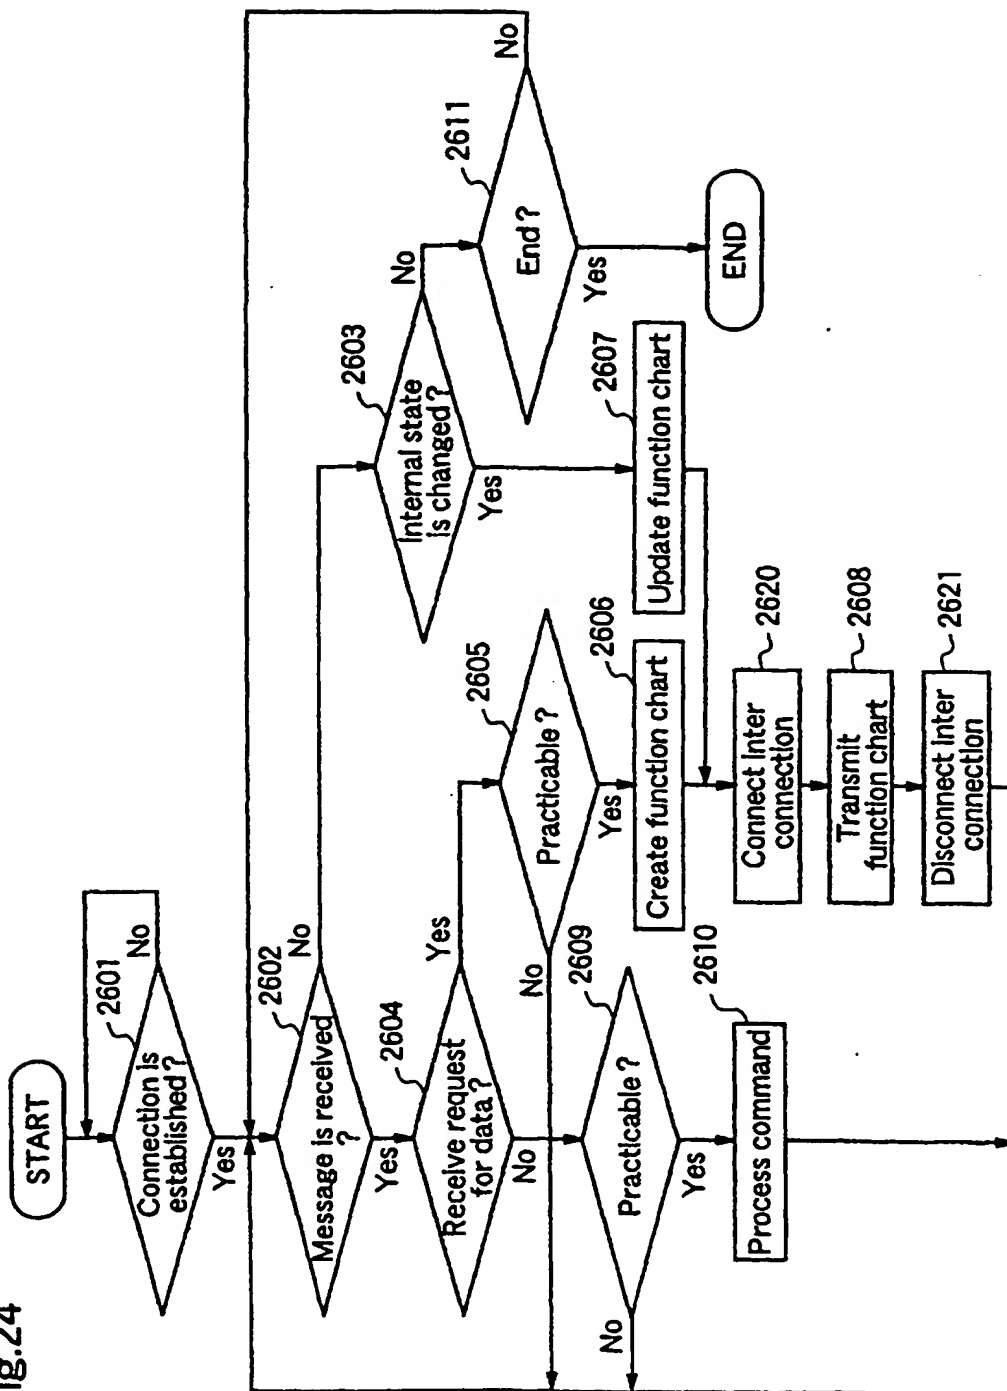 START
2601
Connection is
established ?
No
Yes
2602
Message is received
?
No
Yes
2604
Receive request
for data ?
Yes
No
2603
Internal state
is changed ?
No
Yes
2611
End ?
No
Yes
END
2605
Practicable ?
No
Yes
2609
Practicable ?
No
Yes
2606
Create function chart
2607
Update function chart
2610
Process command
2620
Connect inter
connection
2608
Transmit
function chart
2621
Disconnect inter
connection